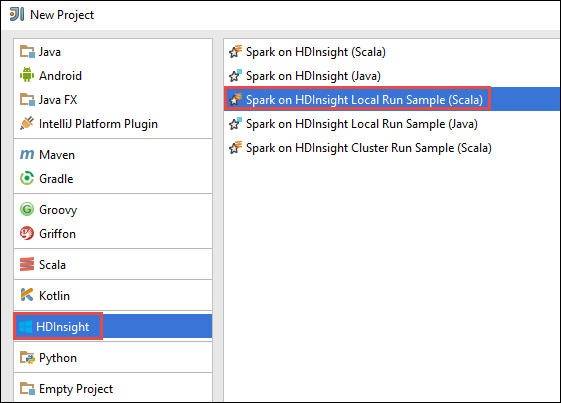 New Project
Java
Android
Java FX
IntelliJ Platform Plugin
Maven
Gradle
Groovy
Griffon
Scala
Kotlin
HDInsight
Python
Empty Project
Spark on HDInsight (Scala)
Spark on HDInsight (Java)
Spark on HDInsight Local Run Sample (Scala)
Spark on HDInsight Local Run Sample (Java)
Spark on HDInsight Cluster Run Sample (Scala)